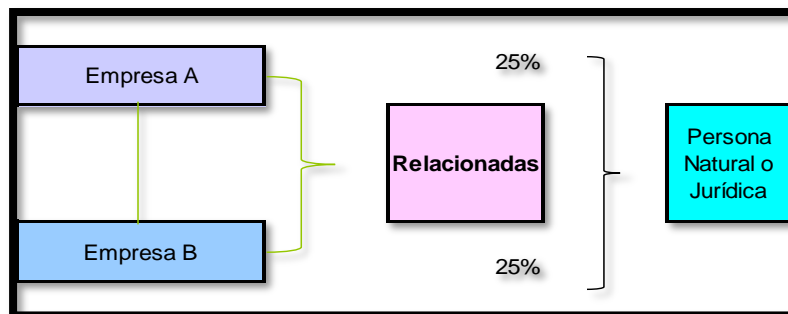 Empresa A
25%
Relacionadas
Persona
Natural o
Jurídica
Empresa B
25%